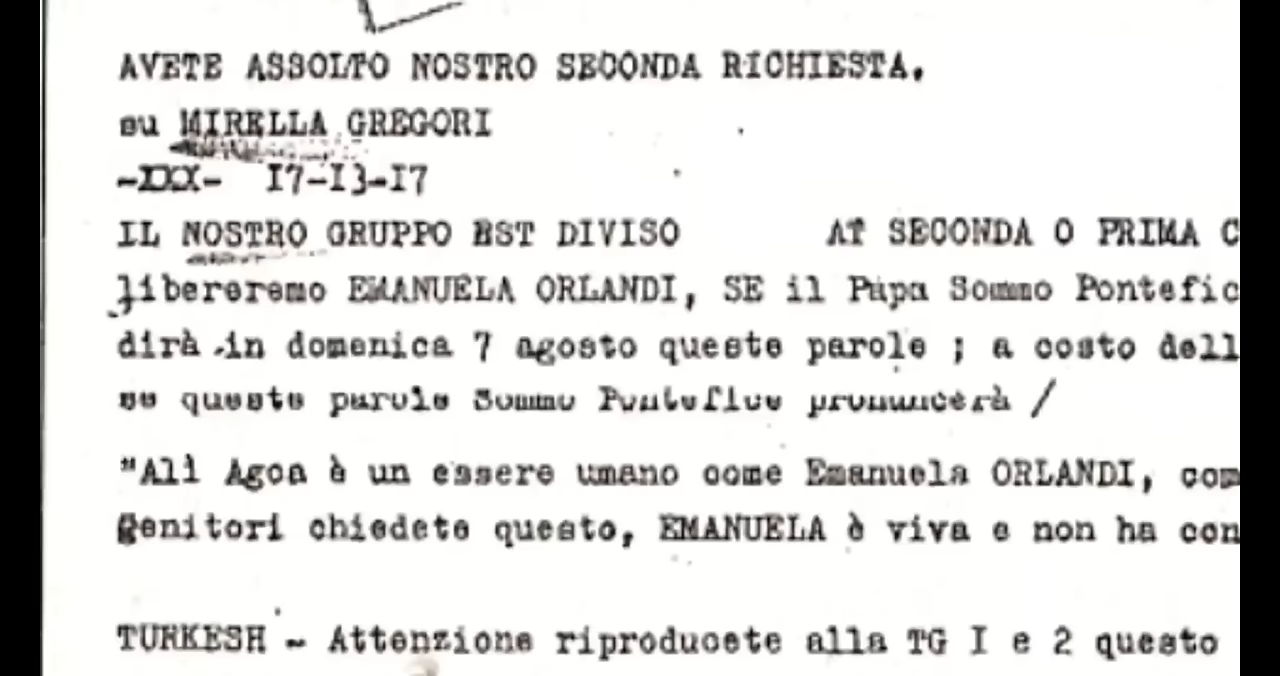 AVETE ASSOLTO NOSTRO SECONDA RICHIESTA.
su MIRELLA GREGORI
-XXX- I7-I3-I7
IL NOSTRO GRUPPO EST DIVISO AT SECONDA O PRIMA C
libereremo EMANUELA ORLANDI, SE il Papa Sommo Pontefic
dirà in domenica 7 agosto queste parole ; a costo dell
se queste parole Sommo Pontefice pronuncerà /
"Alì Agca è un essere umano come Emanuela ORLANDI, com
genitori chiedete questo, EMANUELA è viva e non ha con
TURKESH - Attenzione riproducete alla TG I e 2 questo